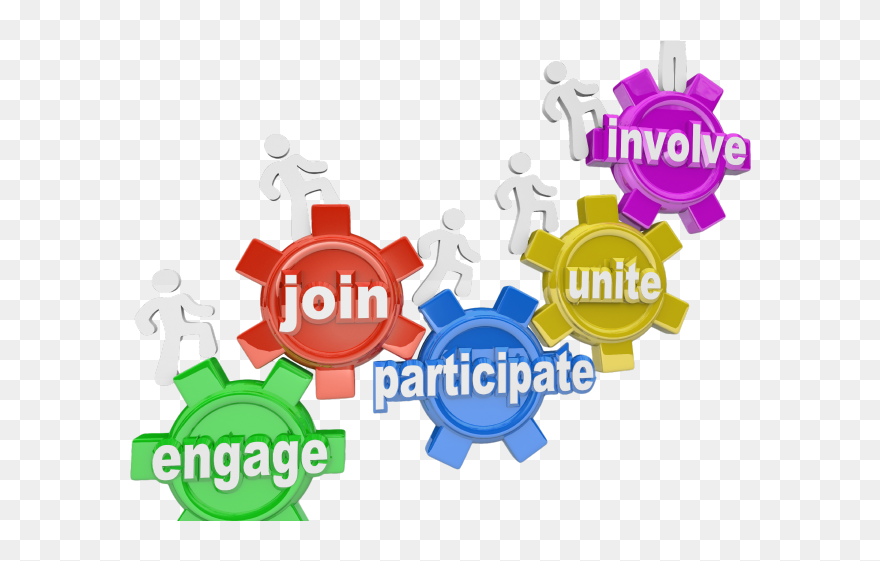 involve
join
unite
participate
engage